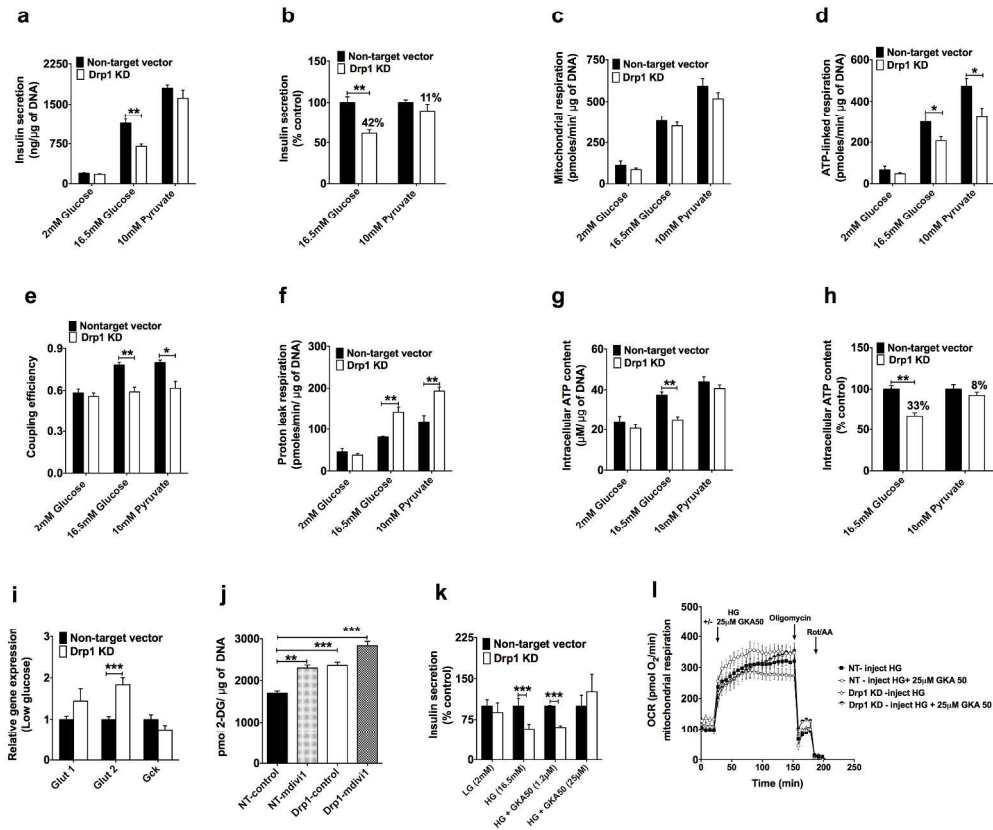 a
Insulin secretion
(ng/µg of DNA)
2250
1500
750
0
Non-target vector
Drp1 KD
**
2mM Glucose
16.5mM Glucose
10mM Pyruvate
b
Insulin secretion
(% control)
150
100
50
0
Non-target vector
Drp1 KD
**
42%
11%
16.5mM Glucose
10mM Pyruvate
c
Mitochondrial respiration
(pmoles/min/ µg of DNA)
750
500
250
0
Non-target vector
Drp1 KD
2mM Glucose
16.5mM Glucose
10mM Pyruvate
d
ATP-linked respiration
(pmoles/min/ µg of DNA)
600
400
200
0
Non-target vector
Drp1 KD
*
*
2mM Glucose
16.5mM Glucose
10mM Pyruvate
e
Coupling efficiency
0.9
0.6
0.3
0.0
Nontarget vector
Drp1 KD
**
*
2mM Glucose
16.5mM Glucose
10mM Pyruvate
f
Proton leak respiration
(pmoles/min/ µg of DNA)
300
200
100
0
Non-target vector
Drp1 KD
**
**
2mM Glucose
16.5mM Glucose
10mM Pyruvate
g
Intracellular ATP content
(µM/ µg of DNA)
60
40
20
0
Non-target vector
Drp1 KD
**
2mM Glucose
16.5mM Glucose
10mM Pyruvate
h
Intracellular ATP content
(% control)
150
100
50
0
Non-target vector
Drp1 KD
**
33%
8%
16.5mM Glucose
10mM Pyruvate
i
Relative gene expression
(Low glucose)
3
2
1
0
Non-target vector
Drp1 KD
***
Glut 1
Glut 2
Gck
j
pmol 2-DG/ µg of DNA
3000
2000
1000
0
***
***
**
NT-control
NT-mdivi1
Drp1-control
Drp1-mdivi1
k
Insulin secretion
(% control)
225
150
75
0
Non-target vector
Drp1 KD
***
***
LG (2mM)
HG (16.5mM)
HG + GKA50 (1.2µM)
HG + GKA50 (25µM)
l
OCR (pmol O2/min)
mitochondrial respiration
500
400
300
200
100
0
HG
+/- 25µM GKA50
Oligomycin
Rot/AA
0
50
100
150
200
250
Time (min)
NT- inject HG
NT - inject HG+ 25µM GKA 50
Drp1 KD -inject HG
Drp1 KD - inject HG + 25µM GKA 50